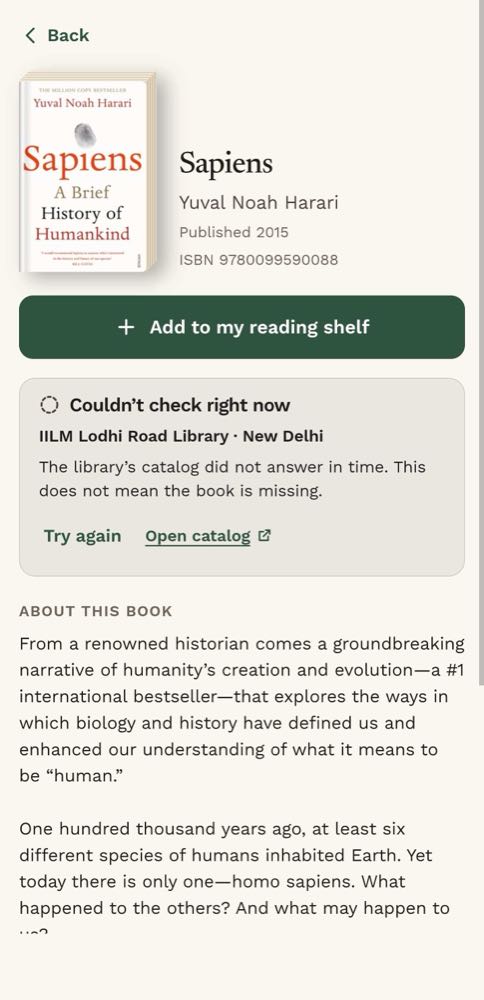 Back
THE MILLION COPY BESTSELLER
Yuval Noah Harari
Sapiens
A Brief
History of
Humankind
Sapiens
Yuval Noah Harari
Published 2015
ISBN 9780099590088
+ Add to my reading shelf
Couldn’t check right now
IILM Lodhi Road Library · New Delhi
The library’s catalog did not answer in time. This
does not mean the book is missing.
Try again Open catalog
ABOUT THIS BOOK
From a renowned historian comes a groundbreaking
narrative of humanity’s creation and evolution—a #1
international bestseller—that explores the ways in
which biology and history have defined us and
enhanced our understanding of what it means to
be “human.”
One hundred thousand years ago, at least six
different species of humans inhabited Earth. Yet
today there is only one—homo sapiens. What
happened to the others? And what may happen to
us?